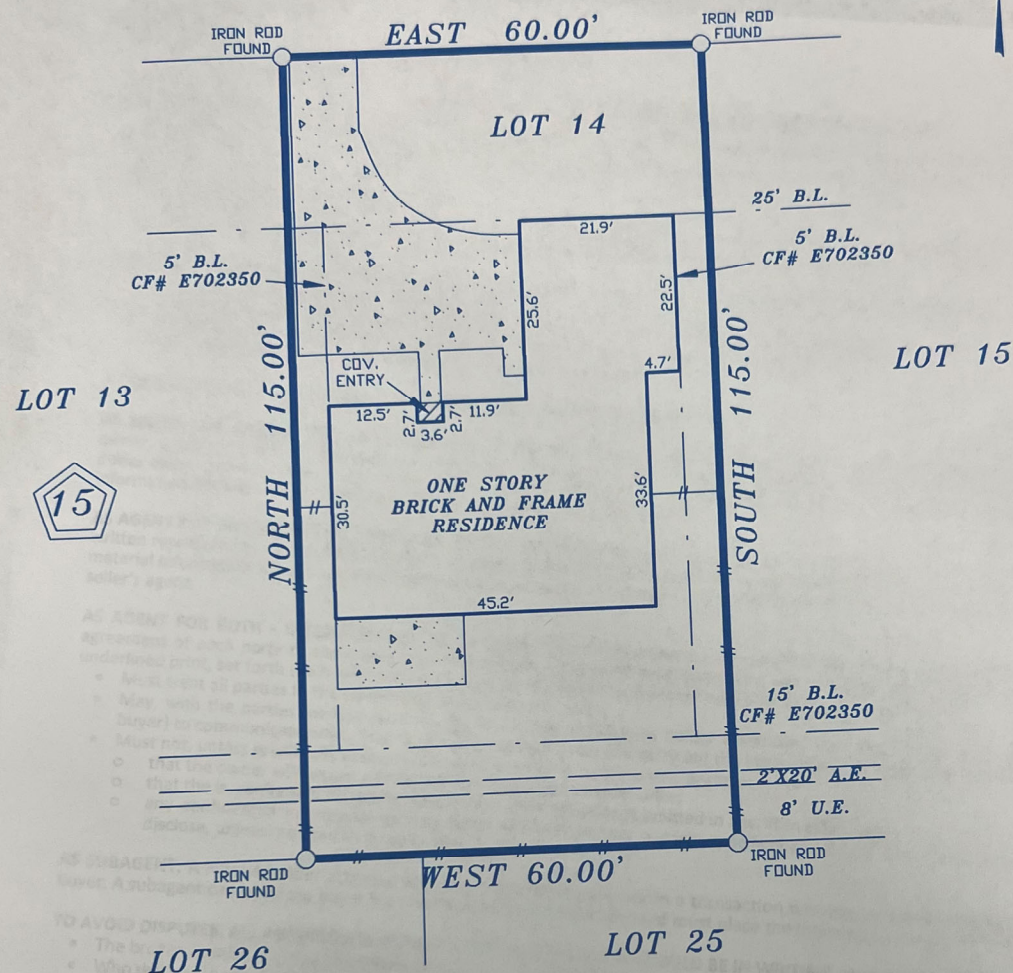 IRON ROD
FOUND
EAST 60.00'
IRON ROD
FOUND
LOT 14
25' B.L.
21.9'
5' B.L.
CF# E702350
5' B.L.
CF# E702350
22.5'
25.6'
NORTH 115.00'
SOUTH 115.00'
LOT 15
COV.
ENTRY
4.7'
LOT 13
12.5'
2.7'
3.6'
2.7'
11.9'
15
ONE STORY
BRICK AND FRAME
RESIDENCE
30.5'
33.6'
45.2'
15' B.L.
CF# E702350
2'X20' A.E.
8' U.E.
IRON ROD
FOUND
WEST 60.00'
IRON ROD
FOUND
LOT 26
LOT 25